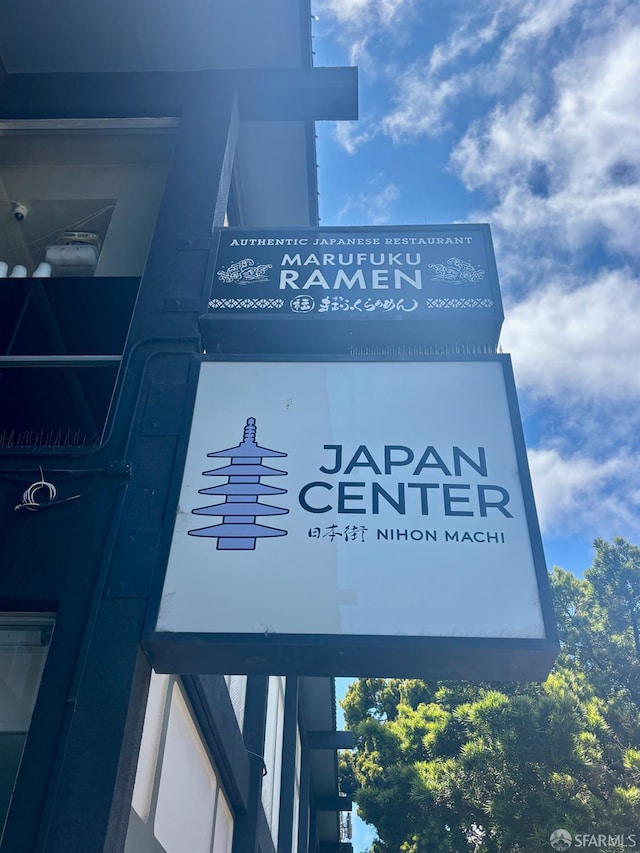 AUTHENTIC JAPANESE RESTAURANT
MARUFUKU
RAMEN
福 まるふくらめん
JAPAN
CENTER
日本街 NIHON MACHI
SFARMLS